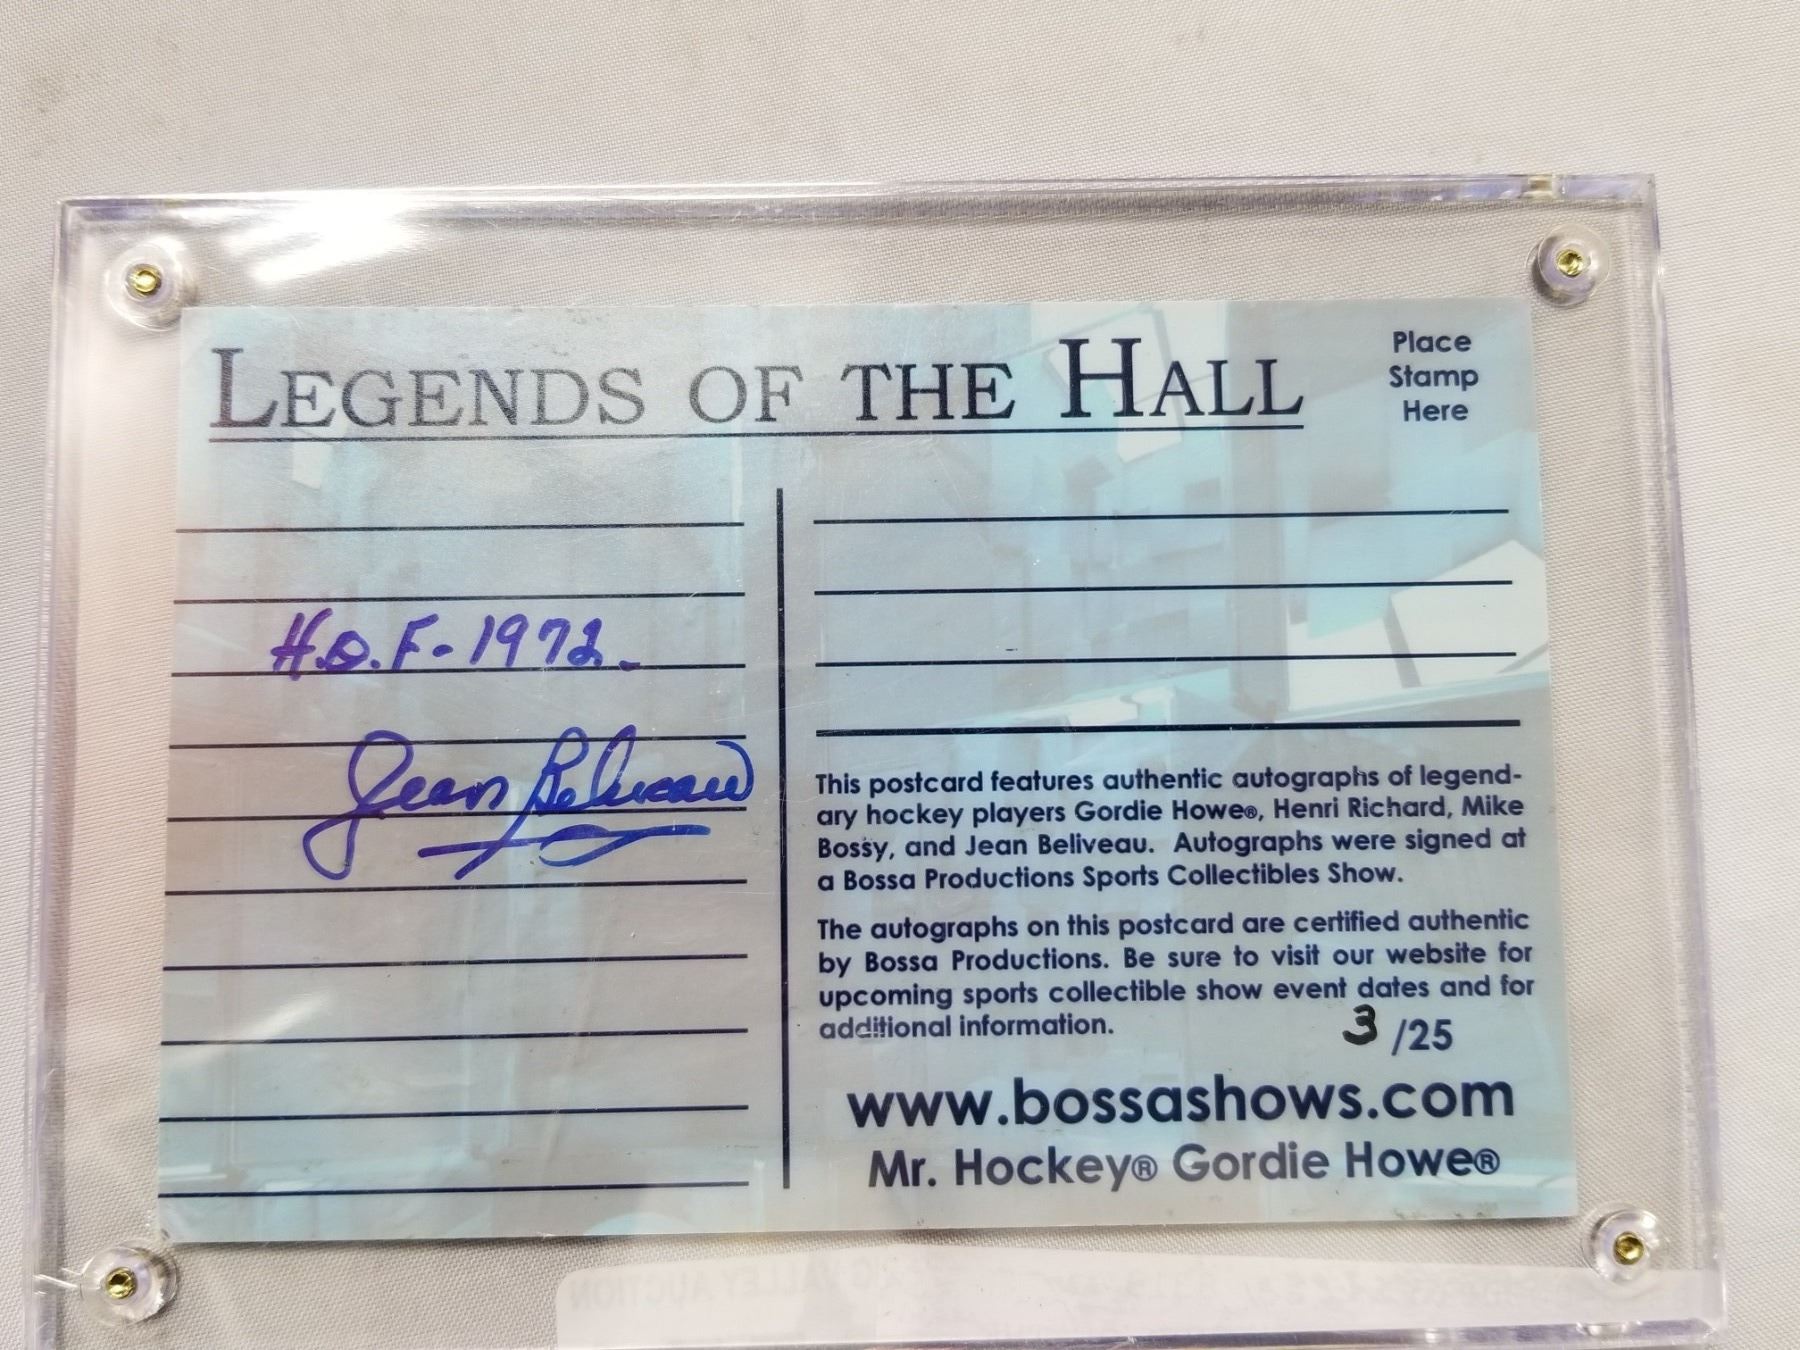 LEGENDS OF THE HALL
Place
Stamp
Here
H.O.F. - 1972.
Jean Beliveau
This postcard features authentic autographs of legend-
ary hockey players Gordie Howe®, Henri Richard, Mike
Bossy, and Jean Beliveau. Autographs were signed at
a Bossa Productions Sports Collectibles Show.
The autographs on this postcard are certified authentic
by Bossa Productions. Be sure to visit our website for
upcoming sports collectible show event dates and for
additional information.
3 /25
www.bossashows.com
Mr. Hockey® Gordie Howe®